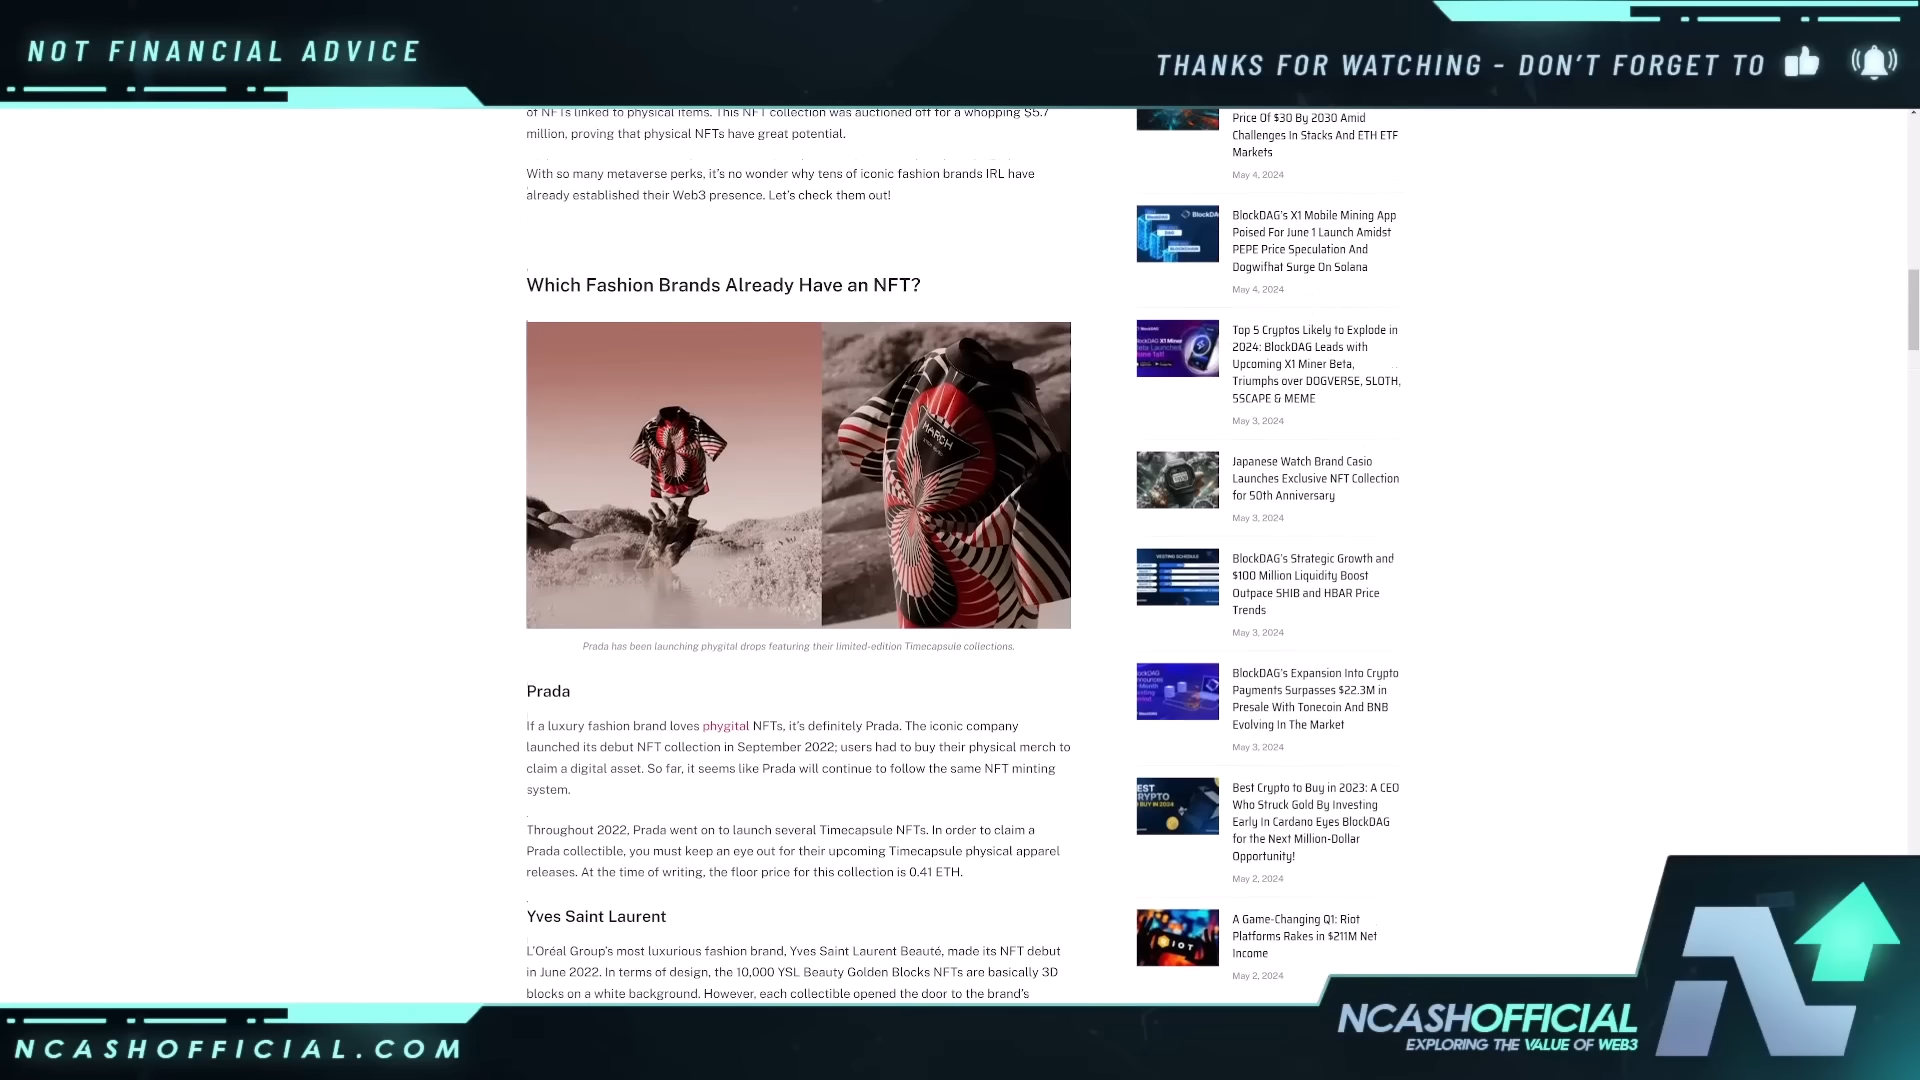 NOT FINANCIAL ADVICE
THANKS FOR WATCHING - DON'T FORGET TO
of NFTs linked to physical items. This NFT collection was auctioned off for a whopping $5.7
million, proving that physical NFTs have great potential.
With so many metaverse perks, it's no wonder why tens of iconic fashion brands IRL have
already established their Web3 presence. Let's check them out!
Which Fashion Brands Already Have an NFT?
MARCH
Prada has been launching phygital drops featuring their limited-edition Timecapsule collections.
Prada
If a luxury fashion brand loves phygital NFTs, it's definitely Prada. The iconic company
launched its debut NFT collection in September 2022; users had to buy their physical merch to
claim a digital asset. So far, it seems like Prada will continue to follow the same NFT minting
system.
Throughout 2022, Prada went on to launch several Timecapsule NFTs. In order to claim a
Prada collectible, you must keep an eye out for their upcoming Timecapsule physical apparel
releases. At the time of writing, the floor price for this collection is 0.41 ETH.
Yves Saint Laurent
L'Oréal Group's most luxurious fashion brand, Yves Saint Laurent Beauté, made its NFT debut
in June 2022. In terms of design, the 10,000 YSL Beauty Golden Blocks NFTs are basically 3D
blocks on a white background. However, each collectible opened the door to the brand's
Price Of $30 By 2030 Amid
Challenges In Stacks And ETH ETF
Markets
May 4, 2024
BlockDAG's X1 Mobile Mining App
Poised For June 1 Launch Amidst
PEPE Price Speculation And
Dogwifhat Surge On Solana
May 4, 2024
Top 5 Cryptos Likely to Explode in
2024: BlockDAG Leads with
Upcoming X1 Miner Beta,
Triumphs over DOGVERSE, SLOTH,
5SCAPE & MEME
May 3, 2024
Japanese Watch Brand Casio
Launches Exclusive NFT Collection
for 50th Anniversary
May 3, 2024
VESTING SCHEDULE
BlockDAG's Strategic Growth and
$100 Million Liquidity Boost
Outpace SHIB and HBAR Price
Trends
May 3, 2024
BlockDAG's Expansion Into Crypto
Payments Surpasses $22.3M in
Presale With Tonecoin And BNB
Evolving In The Market
May 3, 2024
Best Crypto to Buy in 2023: A CEO
Who Struck Gold By Investing
Early In Cardano Eyes BlockDAG
for the Next Million-Dollar
Opportunity!
May 2, 2024
A Game-Changing Q1: Riot
Platforms Rakes in $211M Net
Income
May 2, 2024
NCASHOFFICIAL.COM
NCASHOFFICIAL
EXPLORING THE VALUE OF WEB3